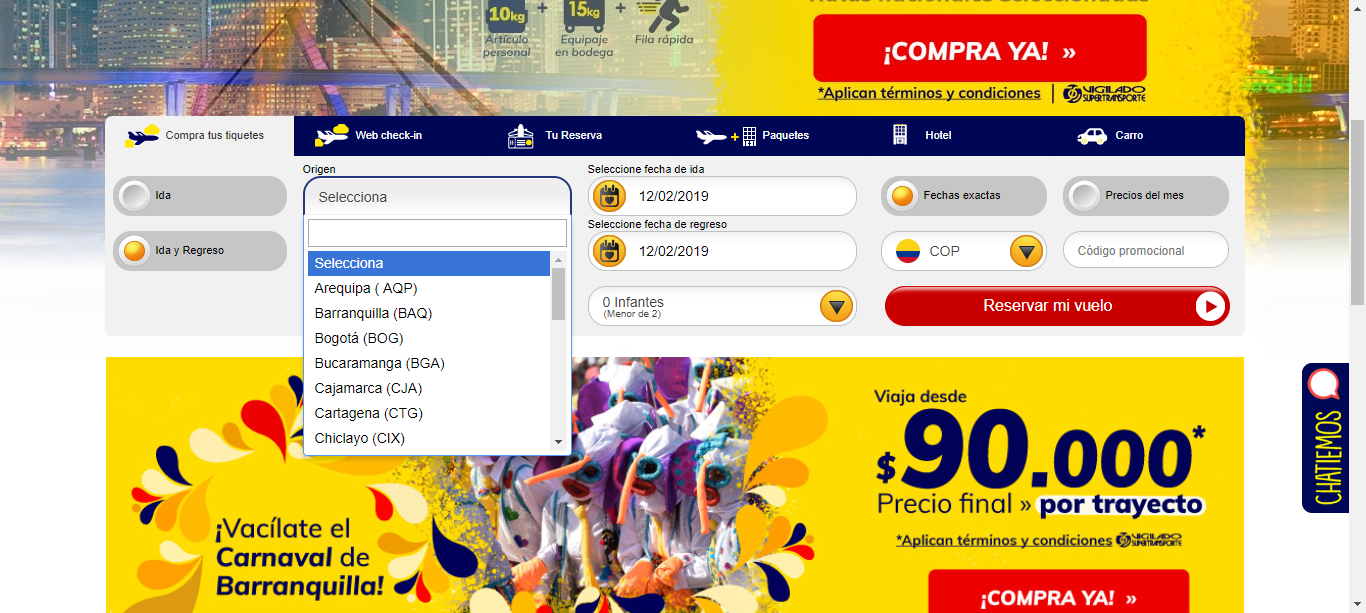 10kg + 15kg +
Artículo
personal
Equipaje
en bodega
Fila rápida
¡COMPRA YA! »
*Aplican términos y condiciones | VIGILADO
SUPERTRANSPORTE
Compra tus tiquetes
Web check-in
Tu Reserva
+
Paquetes
Hotel
Carro
Ida
Ida y Regreso
Origen
Selecciona
Selecciona
Arequipa ( AQP)
Barranquilla (BAQ)
Bogotá (BOG)
Bucaramanga (BGA)
Cajamarca (CJA)
Cartagena (CTG)
Chiclayo (CIX)
Seleccione fecha de ida
12/02/2019
Seleccione fecha de regreso
12/02/2019
0 Infantes
(Menor de 2)
Fechas exactas
Precios del mes
COP
Código promocional
Reservar mi vuelo
¡Vacílate el
Carnaval de
Barranquilla!
Viaja desde
$90.000*
Precio final » por trayecto
*Aplican términos y condiciones VIGILADO
SUPERTRANSPORTE
¡COMPRA YA! »
CHATIEMOS